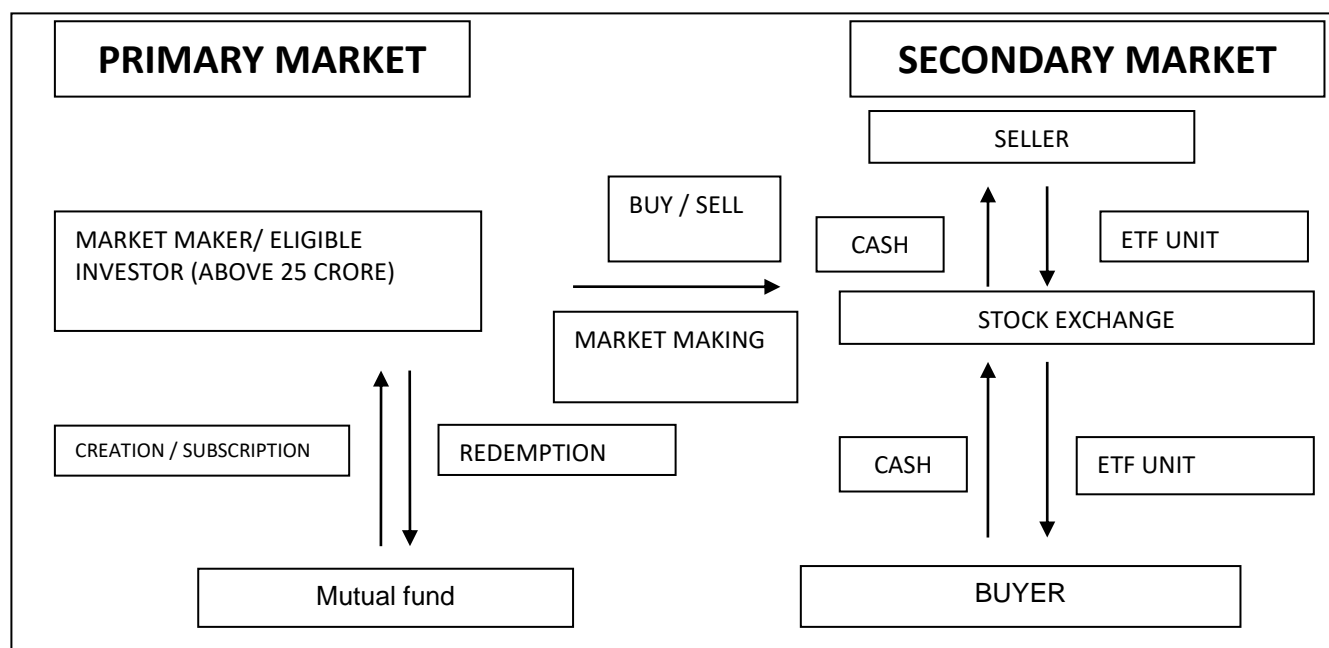 PRIMARY MARKET
SECONDARY MARKET
SELLER
BUY / SELL
MARKET MAKER/ ELIGIBLE
INVESTOR (ABOVE 25 CRORE)
CASH
ETF UNIT
STOCK EXCHANGE
MARKET MAKING
CREATION / SUBSCRIPTION
REDEMPTION
CASH
ETF UNIT
Mutual fund
BUYER